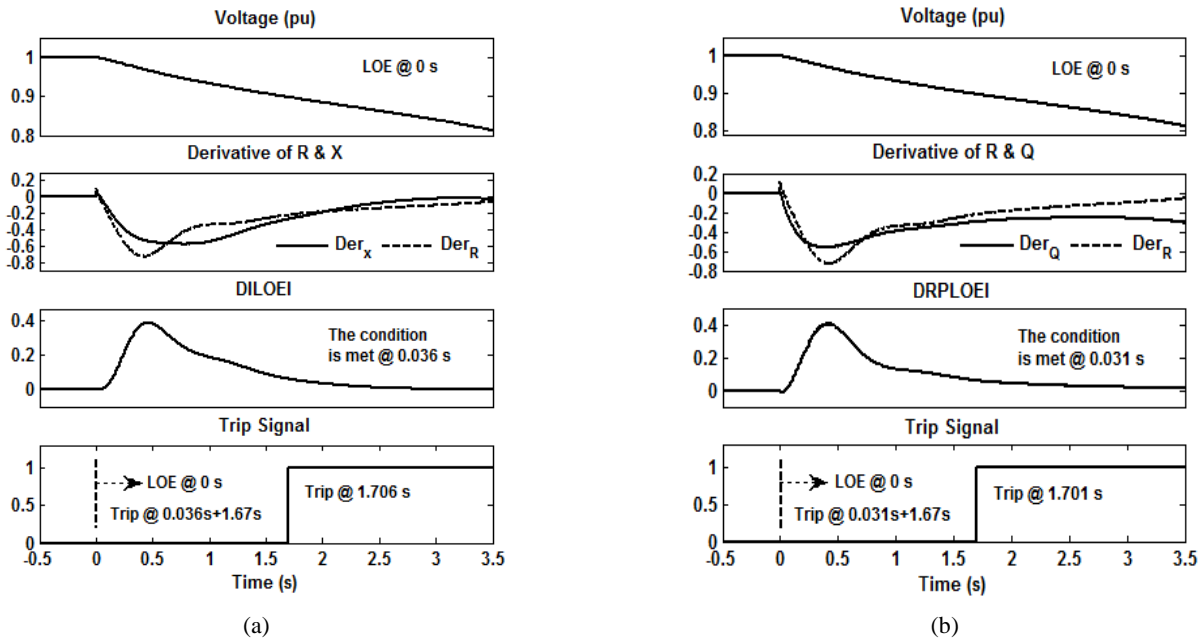 Voltage (pu)
1
0.9
0.8
LOE @ 0 s
Derivative of R & X
0.2
0
-0.2
-0.4
-0.6
-0.8
Der_X Der_R
DILOEI
0.4
0.2
0
The condition
is met @ 0.036 s
Trip Signal
1
0.5
0
LOE @ 0 s
Trip @ 0.036s+1.67s
Trip @ 1.706 s
-0.5 0 0.5 1 1.5 2 2.5 3 3.5
Time (s)
(a)
Voltage (pu)
1
0.9
0.8
LOE @ 0 s
Derivative of R & Q
0.2
0
-0.2
-0.4
-0.6
-0.8
Der_Q Der_R
DRPLOEI
0.4
0.2
0
The condition
is met @ 0.031 s
Trip Signal
1
0.5
0
LOE @ 0 s
Trip @ 0.031s+1.67s
Trip @ 1.701 s
-0.5 0 0.5 1 1.5 2 2.5 3 3.5
Time (s)
(b)